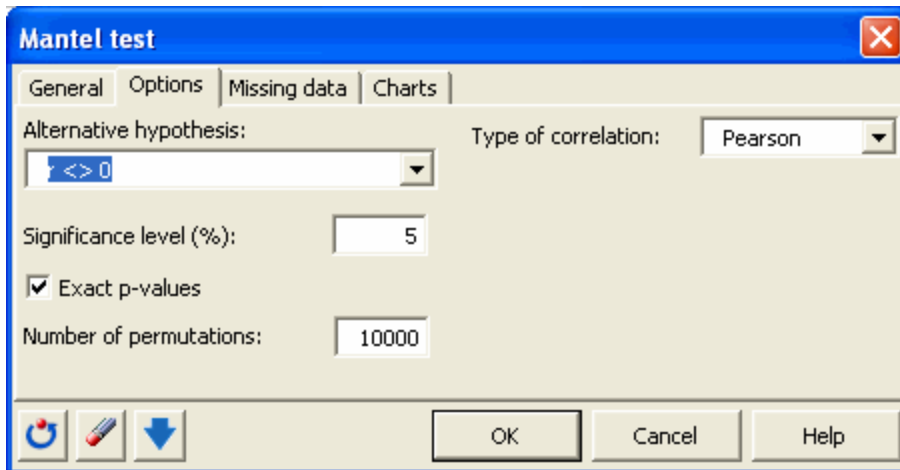 Mantel test
General Options Missing data Charts
Alternative hypothesis:
r <> 0
Type of correlation: Pearson
Significance level (%): 5
Exact p-values
Number of permutations: 10000
OK Cancel Help